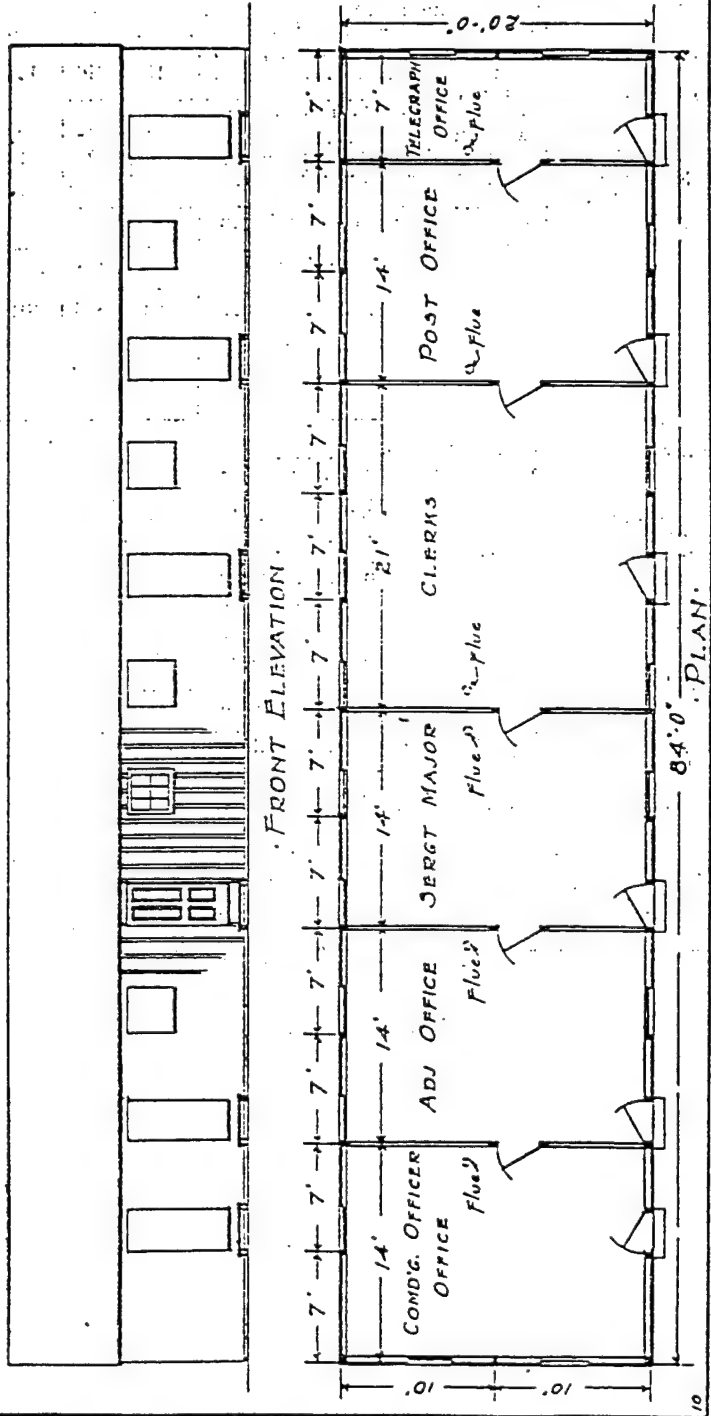 ·FRONT ELEVATION·
7' 7' 7' 7' 7' 7' 7' 7' 7' 7' 7' 7'
14' 14' 14' 21' 14' 7'
COMD'G. OFFICER
OFFICE
Flue
ADJ OFFICE
Flue
SERGT MAJOR
Flue
CLERKS
Flue
POST OFFICE
Flue
TELEGRAPH
OFFICE
Flue
10'
10'
20'-0"
84'-0"
·PLAN·
10